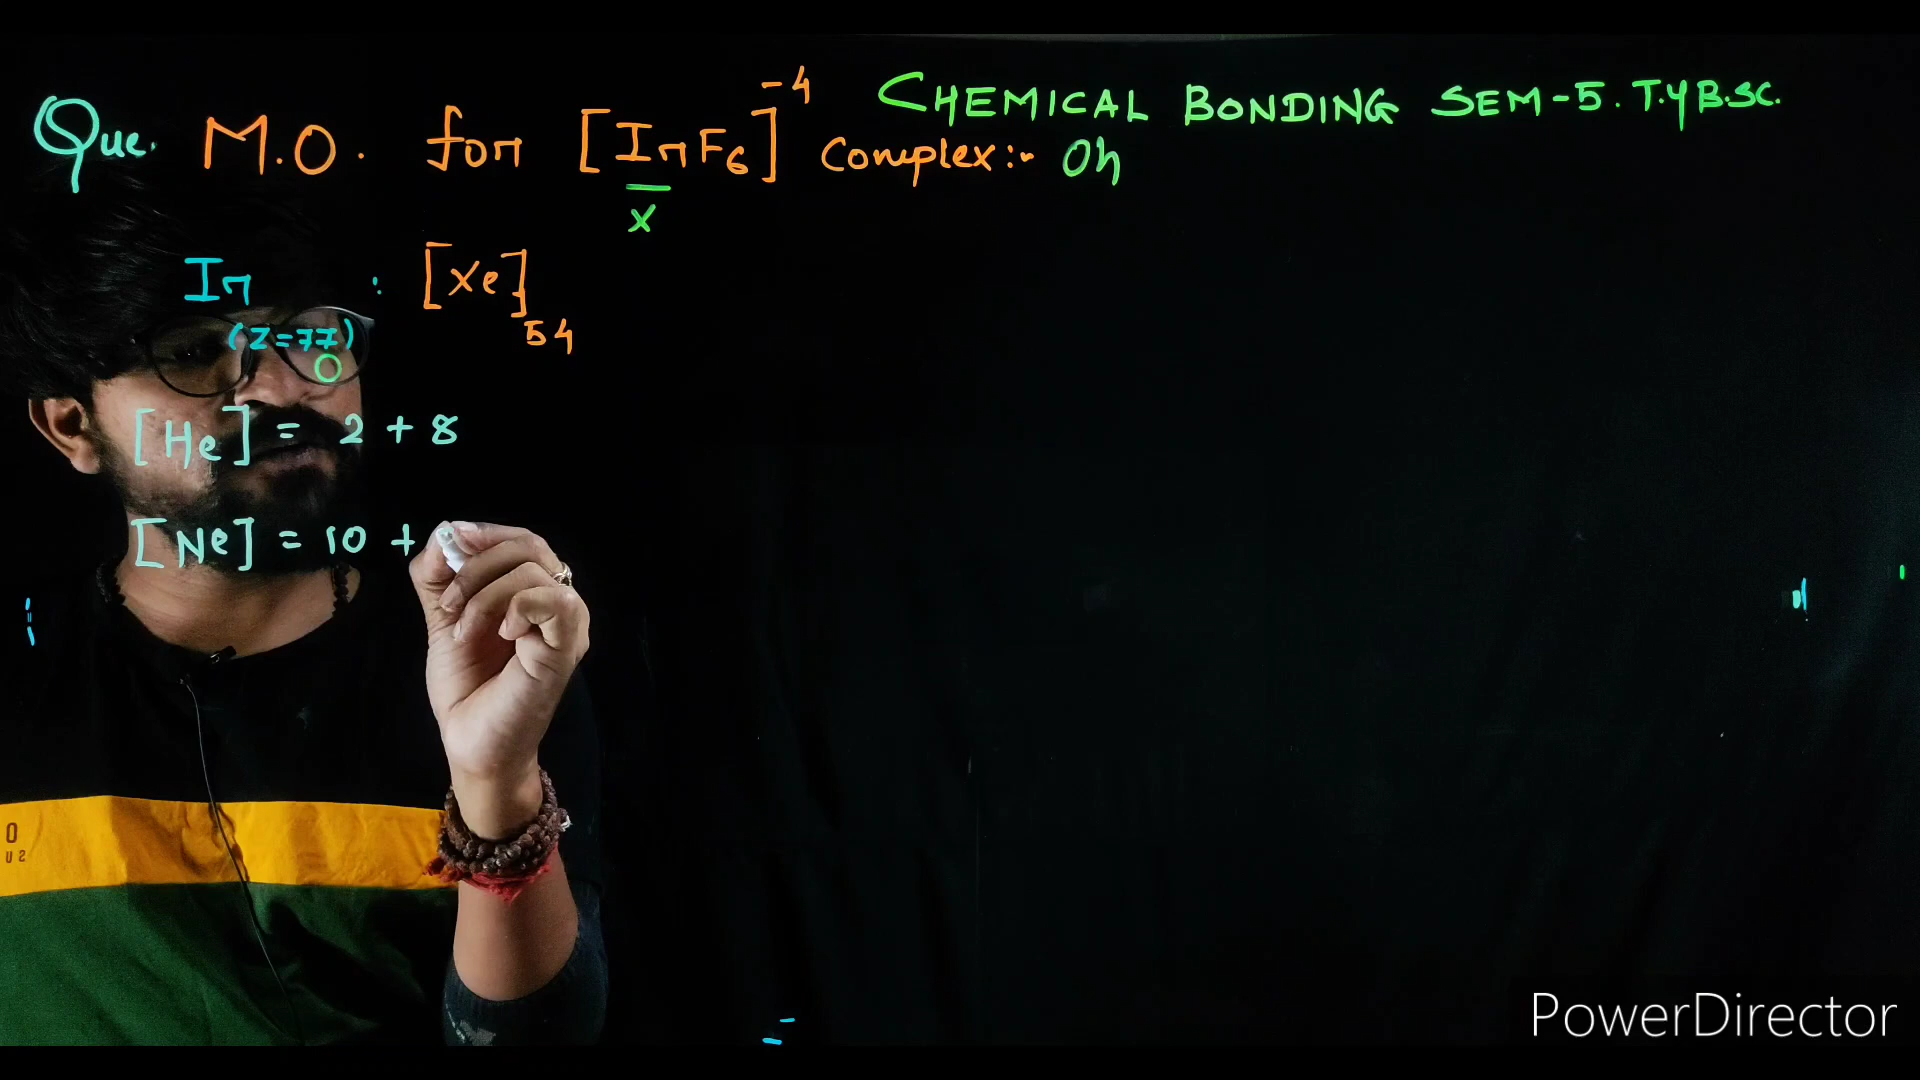 Que. M.O. for [IrF6]-4 Complex:- Oh
CHEMICAL BONDING SEM-5. T.Y B.SC.
x
Ir : [Xe]54
(Z=77)
[He] = 2 + 8
[Ne] = 10 +
PowerDirector